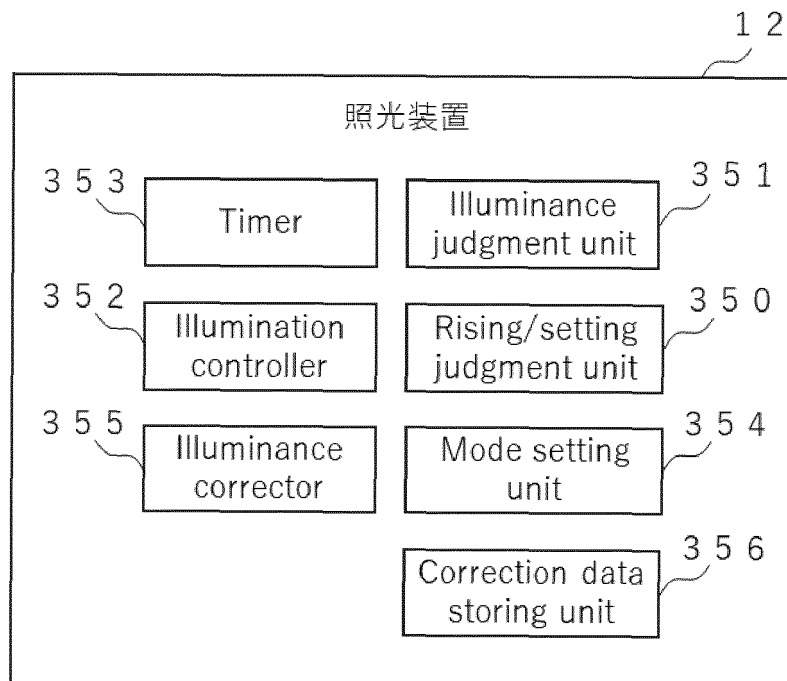 １２
照光装置
３５３
Timer
Illuminance
judgment unit
３５１
３５２
Illumination
controller
Rising/setting
judgment unit
３５０
３５５
Illuminance
corrector
Mode setting
unit
３５４
Correction data
storing unit
３５６